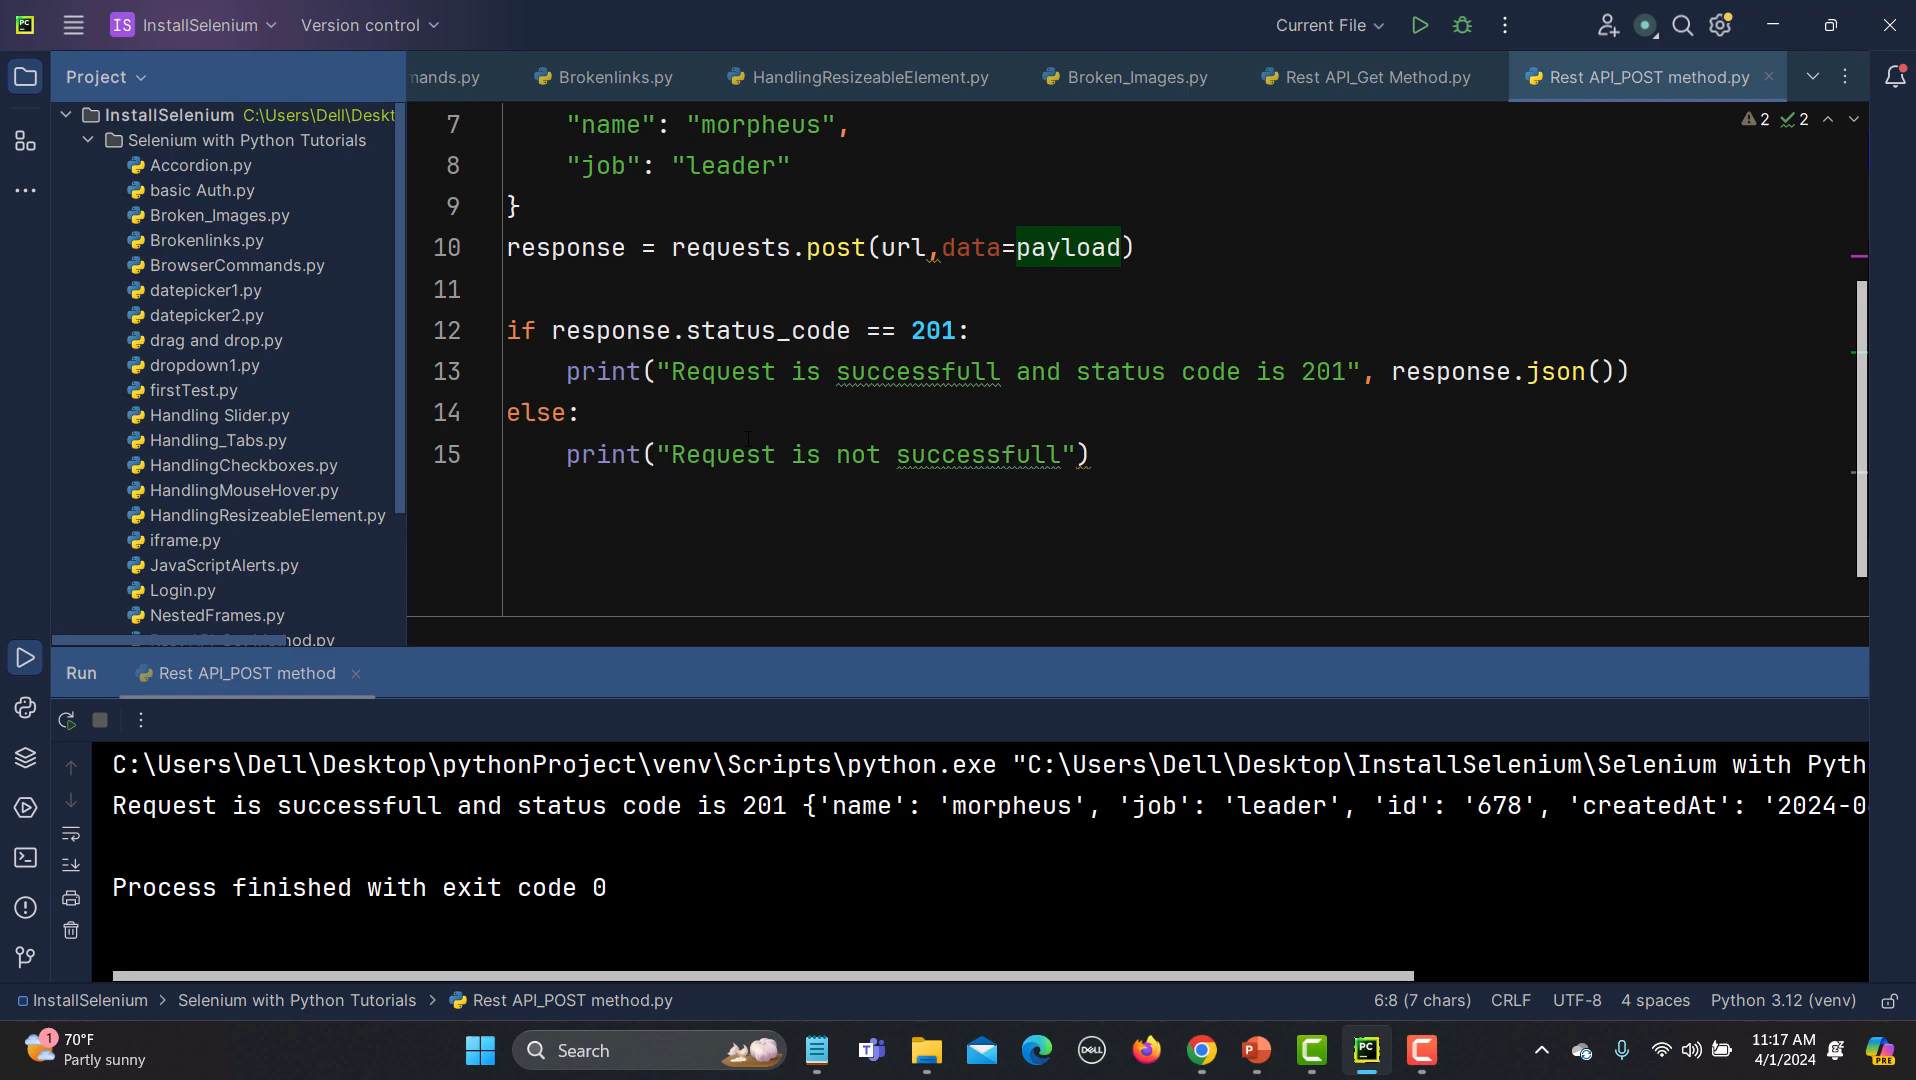 PC
IS InstallSelenium Version control Current File
Project
mands.py Brokenlinks.py HandlingResizeableElement.py Broken_Images.py Rest API_Get Method.py Rest API_POST method.py
InstallSelenium C:\Users\Dell\Deskt
Selenium with Python Tutorials
Accordion.py
basic Auth.py
Broken_Images.py
Brokenlinks.py
BrowserCommands.py
datepicker1.py
datepicker2.py
drag and drop.py
dropdown1.py
firstTest.py
Handling Slider.py
Handling_Tabs.py
HandlingCheckboxes.py
HandlingMouseHover.py
HandlingResizeableElement.py
iframe.py
JavaScriptAlerts.py
Login.py
NestedFrames.py
2 2
7 "name": "morpheus",
8 "job": "leader"
9 }
10 response = requests.post(url,data=payload)
11
12 if response.status_code == 201:
13 print("Request is successfull and status code is 201", response.json())
14 else:
15 print("Request is not successfull")
Run Rest API_POST method
C:\Users\Dell\Desktop\pythonProject\venv\Scripts\python.exe "C:\Users\Dell\Desktop\InstallSelenium\Selenium with Pyth
Request is successfull and status code is 201 {'name': 'morpheus', 'job': 'leader', 'id': '678', 'createdAt': '2024-0
Process finished with exit code 0
InstallSelenium > Selenium with Python Tutorials > Rest API_POST method.py 6:8 (7 chars) CRLF UTF-8 4 spaces Python 3.12 (venv)
1 70°F
Partly sunny
Search
DELL
PC
11:17 AM
4/1/2024
PRE